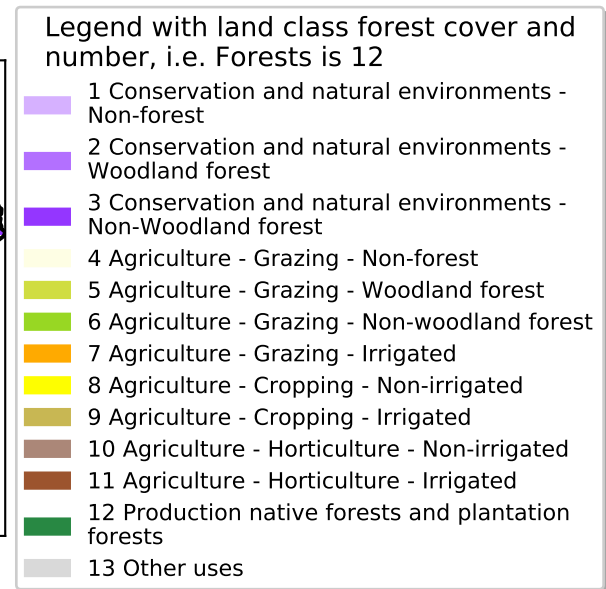 Legend with land class forest cover and
number, i.e. Forests is 12
1 Conservation and natural environments -
Non-forest
2 Conservation and natural environments -
Woodland forest
3 Conservation and natural environments -
Non-Woodland forest
4 Agriculture - Grazing - Non-forest
5 Agriculture - Grazing - Woodland forest
6 Agriculture - Grazing - Non-woodland forest
7 Agriculture - Grazing - Irrigated
8 Agriculture - Cropping - Non-irrigated
9 Agriculture - Cropping - Irrigated
10 Agriculture - Horticulture - Non-irrigated
11 Agriculture - Horticulture - Irrigated
12 Production native forests and plantation
forests
13 Other uses